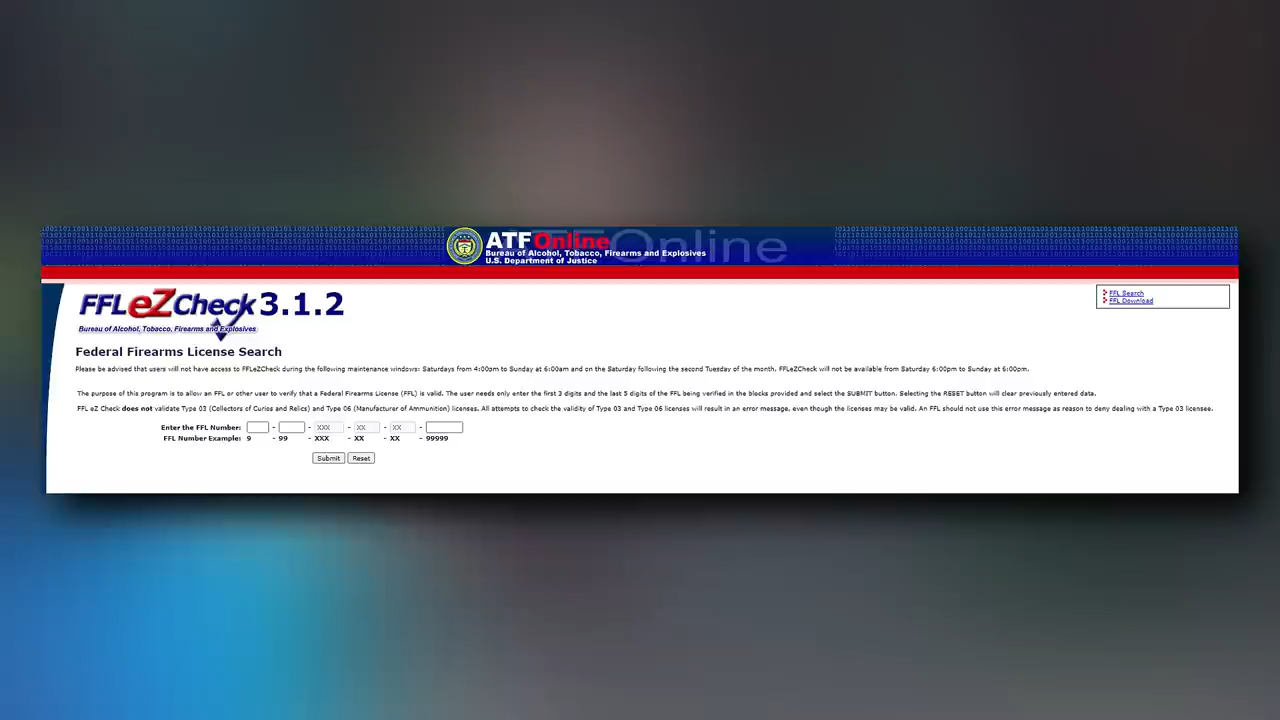 ATF Online
Bureau of Alcohol, Tobacco, Firearms and Explosives
U.S. Department of Justice
FFL eZ Check 3.1.2
Bureau of Alcohol, Tobacco, Firearms and Explosives
FFL Search
FFL Download
Federal Firearms License Search
Please be advised that users will not have access to FFLeZCheck during the following maintenance windows: Saturdays from 4:00pm to Sunday at 6:00am and on the Saturday following the second Tuesday of the month, FFLeZCheck will not be available from Saturday 6:00pm to Sunday at 6:00pm.
The purpose of this program is to allow an FFL or other user to verify that a Federal Firearms License (FFL) is valid. The user needs only enter the first 3 digits and the last 5 digits of the FFL being verified in the blocks provided and select the SUBMIT button. Selecting the RESET button will clear previously entered data.
FFL eZ Check does not validate Type 03 (Collectors of Curios and Relics) and Type 06 (Manufacturer of Ammunition) licenses. All attempts to check the validity of Type 03 and Type 06 licenses will result in an error message, even though the licenses may be valid. An FFL should not use this error message as reason to deny dealing with a Type 03 licensee.
Enter the FFL Number: - - XXX - XX - XX -
FFL Number Example: 9 - 99 - XXX - XX - XX - 99999
Submit Reset